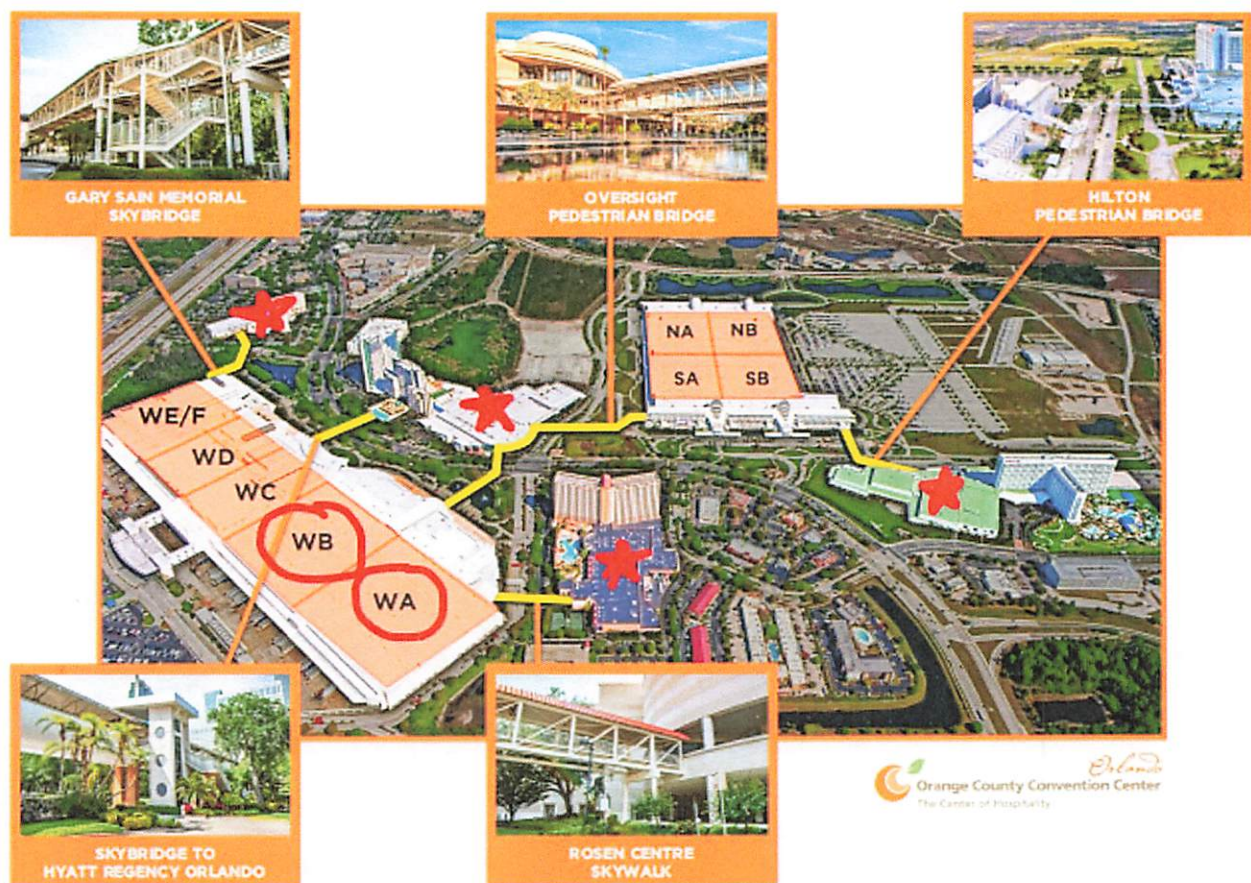 GARY SAIN MEMORIAL
SKYBRIDGE
OVERSIGHT
PEDESTRIAN BRIDGE
HILTON
PEDESTRIAN BRIDGE
NA
NB
SA
SB
WE/F
WD
WC
WB
WA
SKYBRIDGE TO
HYATT REGENCY ORLANDO
ROSEN CENTRE
SKYWALK
Orlando
Orange County Convention Center
The Center of Hospitality